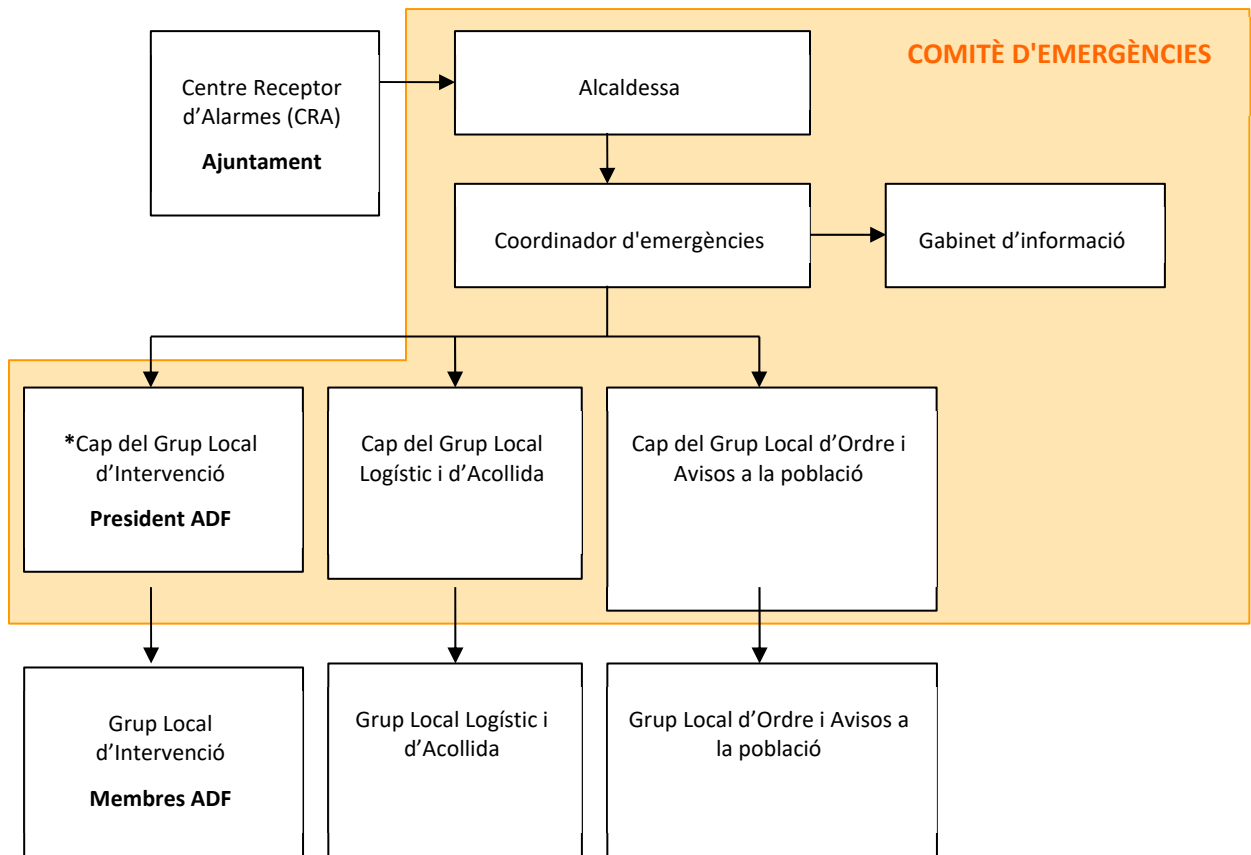 COMITÈ D'EMERGÈNCIES
Centre Receptor
d’Alarmes (CRA)
Ajuntament
Alcaldessa
Coordinador d'emergències
Gabinet d’informació
*Cap del Grup Local
d’Intervenció
President ADF
Cap del Grup Local
Logístic i d’Acollida
Cap del Grup Local d’Ordre i
Avisos a la població
Grup Local
d’Intervenció
Membres ADF
Grup Local Logístic i
d’Acollida
Grup Local d’Ordre i Avisos a
la població